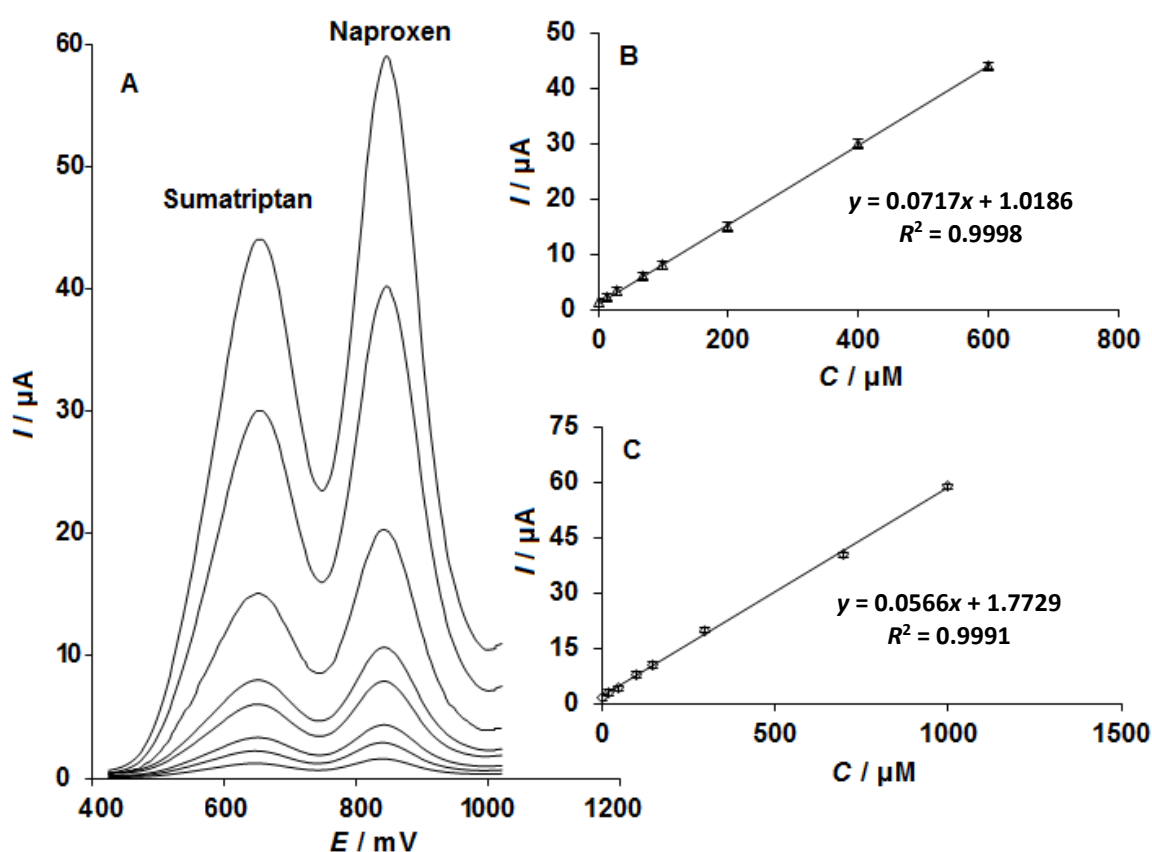 Naproxen
Sumatriptan
A
60
50
40
30
20
10
0
I / µA
400
600
800
1000
1200
E / mV
B
50
40
30
20
10
0
I / µA
y = 0.0717x + 1.0186
R² = 0.9998
0
200
400
600
800
C / µM
C
75
60
45
30
15
0
I / µA
y = 0.0566x + 1.7729
R² = 0.9991
0
500
1000
1500
C / µM